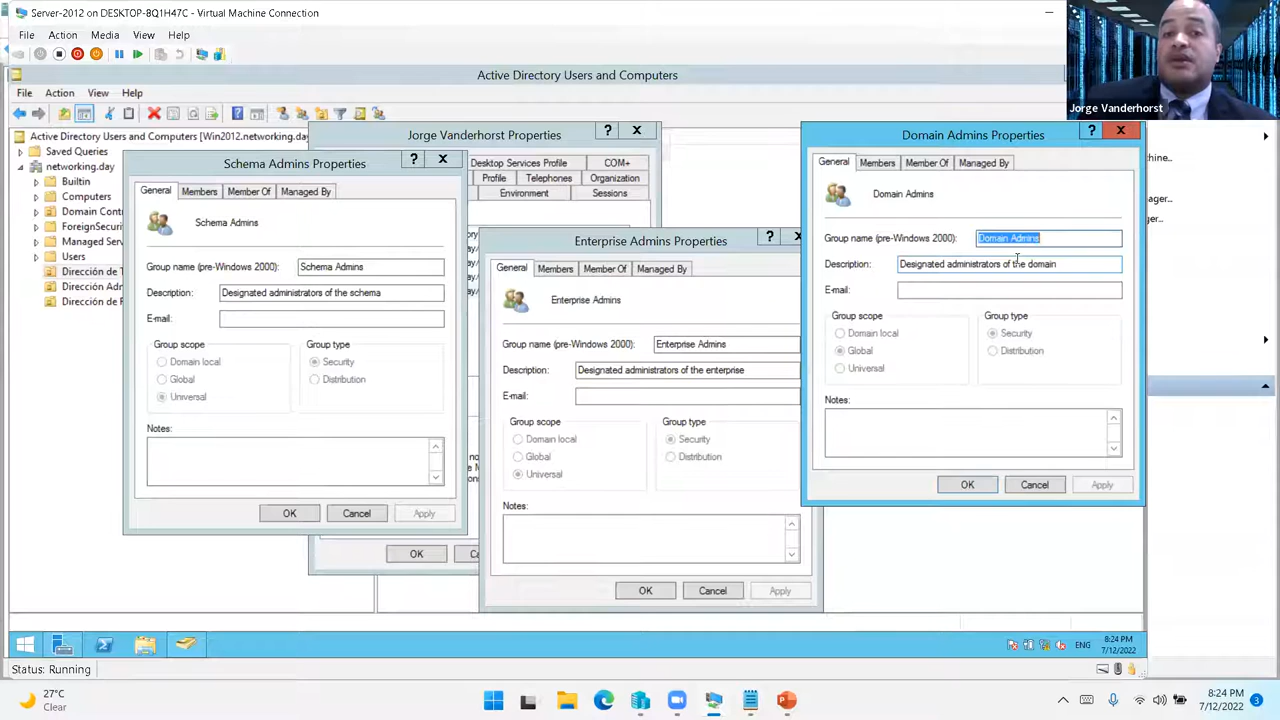 Server-2012 on DESKTOP-8Q1H47C - Virtual Machine Connection
File Action Media View Help
Jorge Vanderhorst
Active Directory Users and Computers
File Action View Help
Active Directory Users and Computers [Win2012.networking.da
Saved Queries
networking.day
Builtin
Computers
Domain Contr
ForeignSecurit
Managed Serv
Users
Dirección de T
Dirección Adn
Dirección de F
Jorge Vanderhorst Properties
Desktop Services Profile COM+
Profile Telephones Organization
Environment Sessions
OK
Schema Admins Properties
General Members Member Of Managed By
Schema Admins
Group name (pre-Windows 2000): Schema Admins
Description: Designated administrators of the schema
E-mail:
Group scope Group type
Domain local Security
Global Distribution
Universal
Notes:
OK Cancel Apply
Enterprise Admins Properties
General Members Member Of Managed By
Enterprise Admins
Group name (pre-Windows 2000): Enterprise Admins
Description: Designated administrators of the enterprise
E-mail:
Group scope Group type
Domain local Security
Global Distribution
Universal
Notes:
OK Cancel Apply
Domain Admins Properties
General Members Member Of Managed By
Domain Admins
Group name (pre-Windows 2000): Domain Admins
Description: Designated administrators of the domain
E-mail:
Group scope Group type
Domain local Security
Global Distribution
Universal
Notes:
OK Cancel Apply
ENG
8:24 PM
7/12/2022
Status: Running
27°C
Clear
8:24 PM
7/12/2022
3